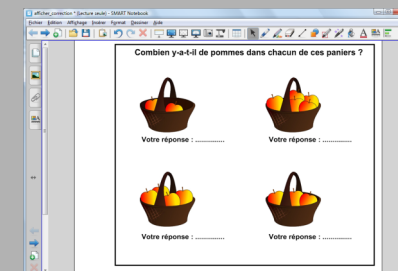 afficher_correction * (Lecture seule) - SMART Notebook
Fichier Edition Affichage Insérer Format Dessiner Aide
Combien y-a-t-il de pommes dans chacun de ces paniers ?
Votre réponse : ............... Votre réponse : ...............
Votre réponse : ............... Votre réponse : ...............